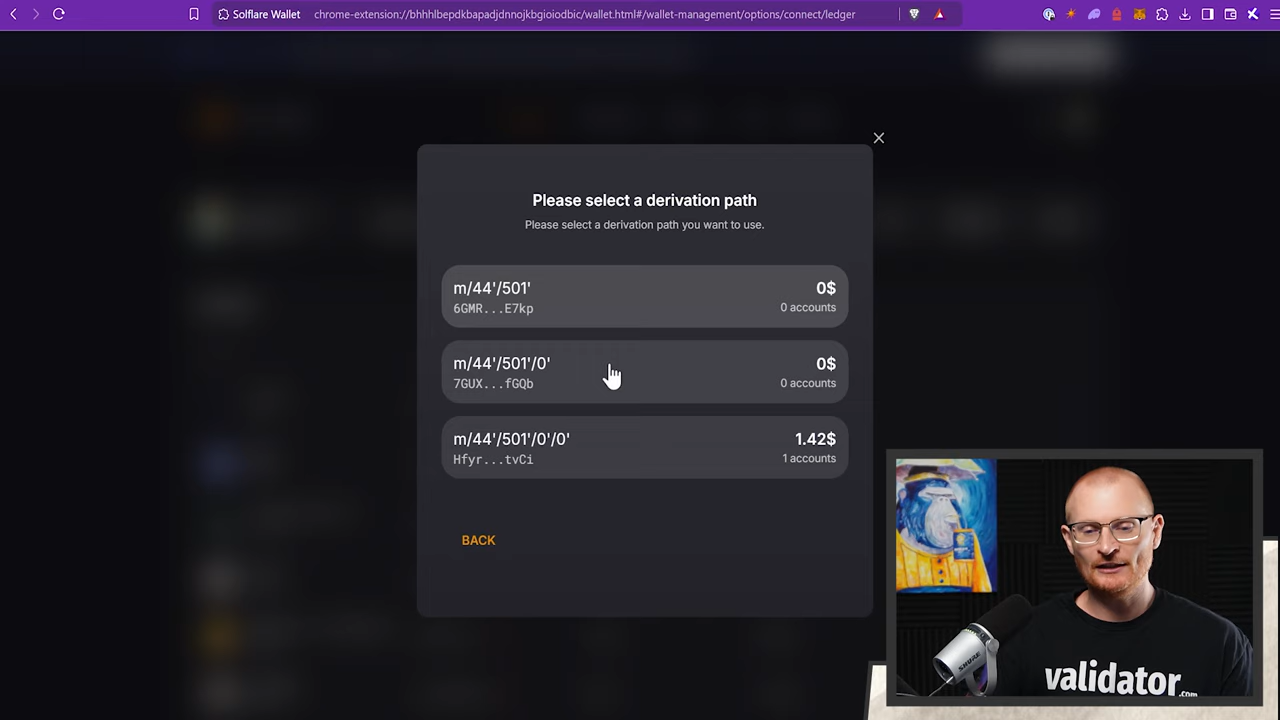 Solflare Wallet
chrome-extension://bhhhlbepdkbapadjdnnojkbgioiodbic/wallet.html#/wallet-management/options/connect/ledger
Please select a derivation path
Please select a derivation path you want to use.
m/44'/501'
0$
6GMR...E7kp
0 accounts
m/44'/501'/0'
0$
7GUX...fGQb
0 accounts
m/44'/501'/0'/0'
1.42$
Hfyr...tvCi
1 accounts
BACK
SHURE
validator.com